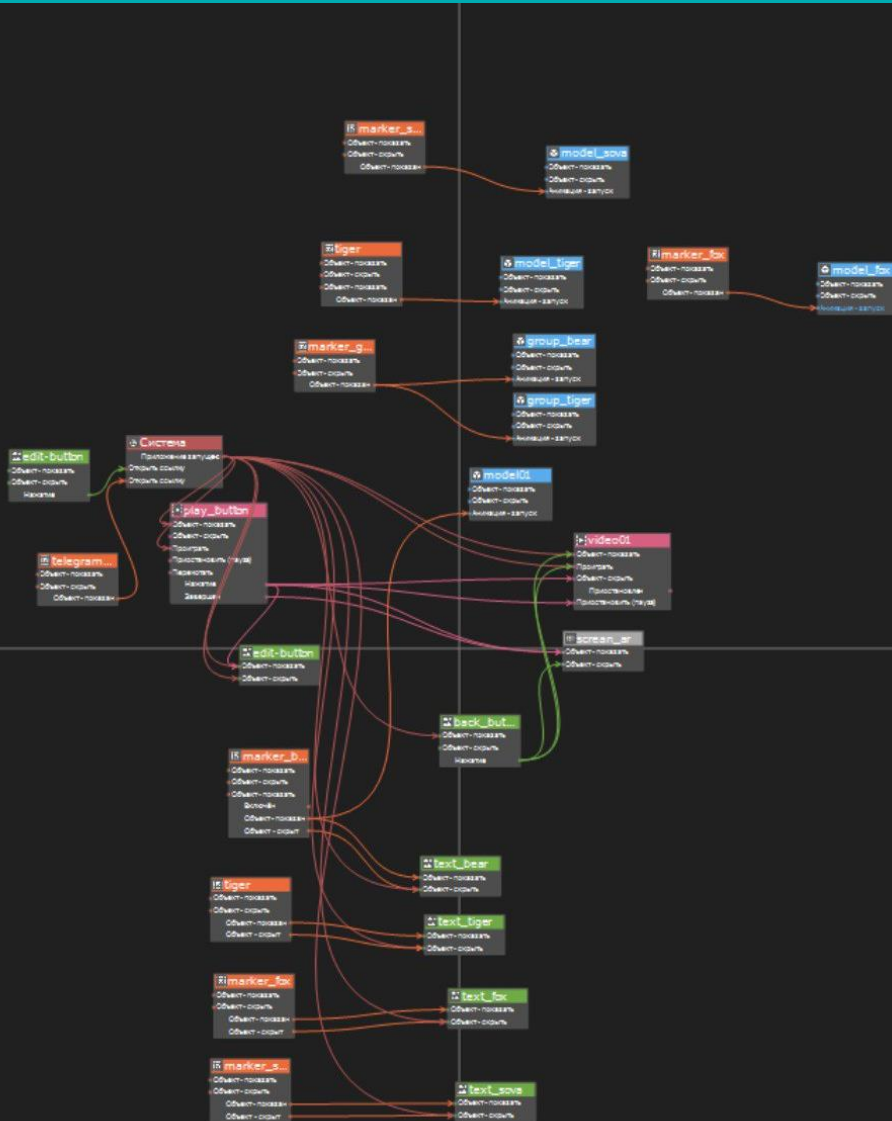 marker_s...
Объект - показать
Объект - скрыть
Объект - показан
model_sova
Объект - показать
Объект - скрыть
Анимация - запуск
tiger
Объект - показать
Объект - скрыть
Объект - показать
Объект - показан
model_tiger
Объект - показать
Объект - скрыть
Анимация - запуск
marker_fox
Объект - показать
Объект - скрыть
Объект - показан
model_fox
Объект - показать
Объект - скрыть
Анимация - запуск
marker_g...
Объект - показать
Объект - скрыть
Объект - показан
group_bear
Объект - показать
Объект - скрыть
Анимация - запуск
group_tiger
Объект - показать
Объект - скрыть
Анимация - запуск
edit-button
Объект - показать
Объект - скрыть
Нажатие
Система
Приложение запущено
Открыть ссылку
Открыть ссылку
model01
Объект - показать
Объект - скрыть
Анимация - запуск
play_button
Объект - показать
Объект - скрыть
Проиграть
Приостановить (пауза)
Перемотать
Нажатие
Завершен
telegram...
Объект - показать
Объект - скрыть
Объект - показан
video01
Объект - показать
Проиграть
Объект - скрыть
Приостановлен
Приостановить (пауза)
screan_ar
Объект - показать
Объект - скрыть
edit-button
Объект - показать
Объект - скрыть
back_but...
Объект - показать
Объект - скрыть
Нажатие
marker_b...
Объект - показать
Объект - скрыть
Объект - показать
Включён
Объект - показан
Объект - скрыт
text_bear
Объект - показать
Объект - скрыть
tiger
Объект - показать
Объект - скрыть
Объект - показан
Объект - скрыт
text_tiger
Объект - показать
Объект - скрыть
marker_fox
Объект - показать
Объект - скрыть
Объект - показан
Объект - скрыт
text_fox
Объект - показать
Объект - скрыть
marker_s...
Объект - показать
Объект - скрыть
Объект - показан
Объект - скрыт
text_sova
Объект - показать
Объект - скрыть